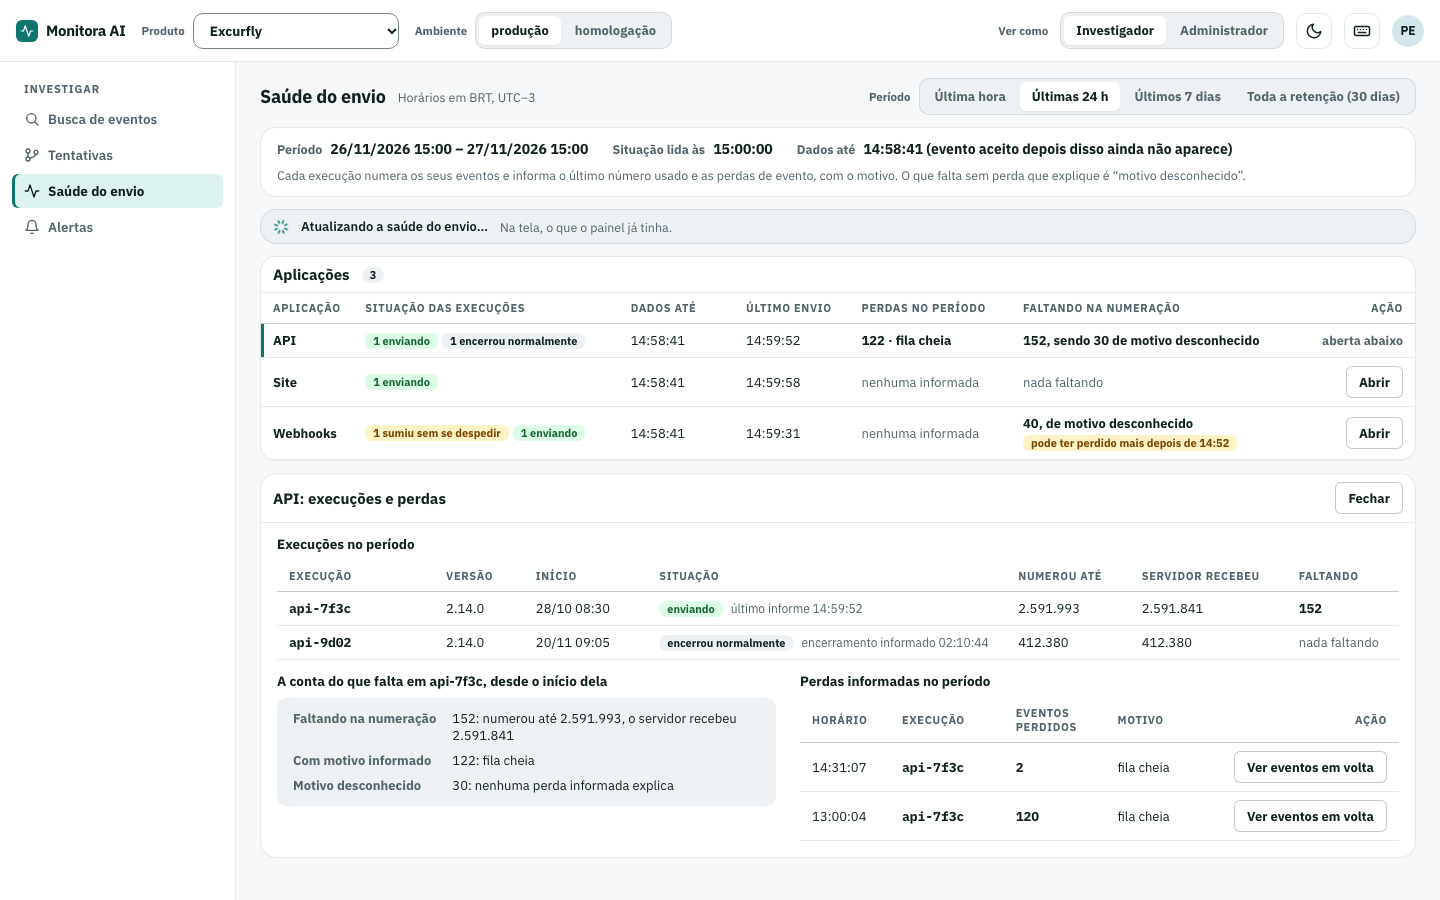 Monitora AI Produto Excurfly Ambiente produção homologação Ver como Investigador Administrador PE
INVESTIGAR
Busca de eventos
Tentativas
Saúde do envio
Alertas
Saúde do envio Horários em BRT, UTC−3 Período Última hora Últimas 24 h Últimos 7 dias Toda a retenção (30 dias)
Período 26/11/2026 15:00 – 27/11/2026 15:00 Situação lida às 15:00:00 Dados até 14:58:41 (evento aceito depois disso ainda não aparece)
Cada execução numera os seus eventos e informa o último número usado e as perdas de evento, com o motivo. O que falta sem perda que explique é “motivo desconhecido”.
Atualizando a saúde do envio… Na tela, o que o painel já tinha.
Aplicações 3
APLICAÇÃO SITUAÇÃO DAS EXECUÇÕES DADOS ATÉ ÚLTIMO ENVIO PERDAS NO PERÍODO FALTANDO NA NUMERAÇÃO AÇÃO
API 1 enviando 1 encerrou normalmente 14:58:41 14:59:52 122 · fila cheia 152, sendo 30 de motivo desconhecido aberta abaixo
Site 1 enviando 14:58:41 14:59:58 nenhuma informada nada faltando Abrir
Webhooks 1 sumiu sem se despedir 1 enviando 14:58:41 14:59:31 nenhuma informada 40, de motivo desconhecido Abrir
pode ter perdido mais depois de 14:52
API: execuções e perdas Fechar
Execuções no período
EXECUÇÃO VERSÃO INÍCIO SITUAÇÃO NUMEROU ATÉ SERVIDOR RECEBEU FALTANDO
api-7f3c 2.14.0 28/10 08:30 enviando último informe 14:59:52 2.591.993 2.591.841 152
api-9d02 2.14.0 20/11 09:05 encerrou normalmente encerramento informado 02:10:44 412.380 412.380 nada faltando
A conta do que falta em api-7f3c, desde o início dela
Faltando na numeração 152: numerou até 2.591.993, o servidor recebeu
2.591.841
Com motivo informado 122: fila cheia
Motivo desconhecido 30: nenhuma perda informada explica
Perdas informadas no período
HORÁRIO EXECUÇÃO EVENTOS PERDIDOS MOTIVO AÇÃO
14:31:07 api-7f3c 2 fila cheia Ver eventos em volta
13:00:04 api-7f3c 120 fila cheia Ver eventos em volta